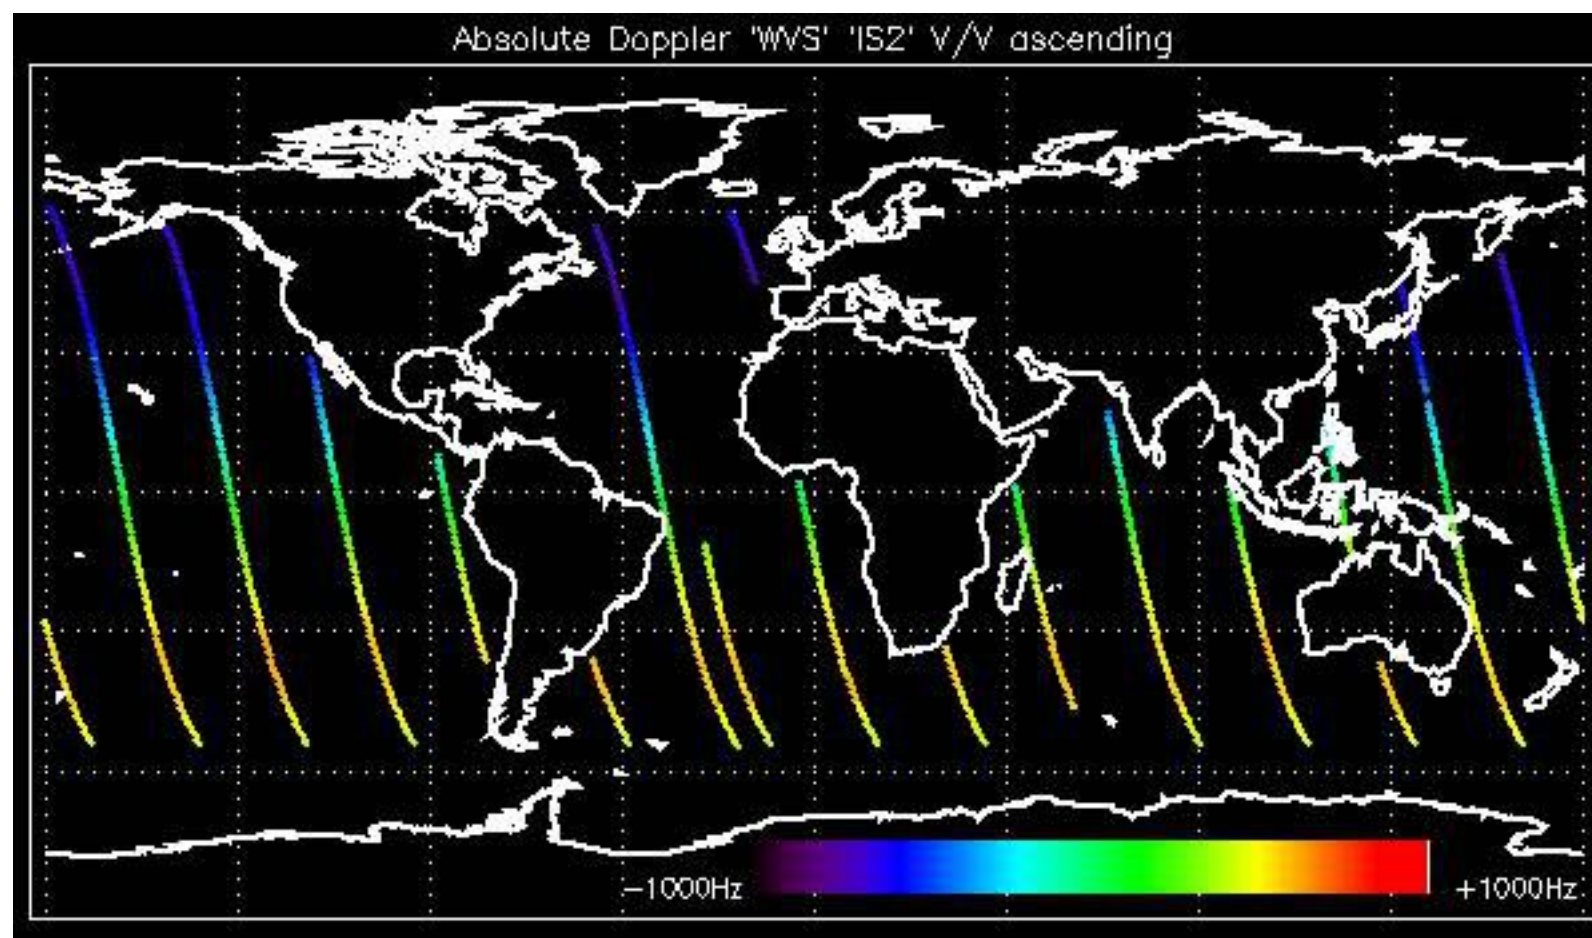 Absolute Doppler 'WVS' 'IS2' V/V ascending
-1000Hz +1000Hz